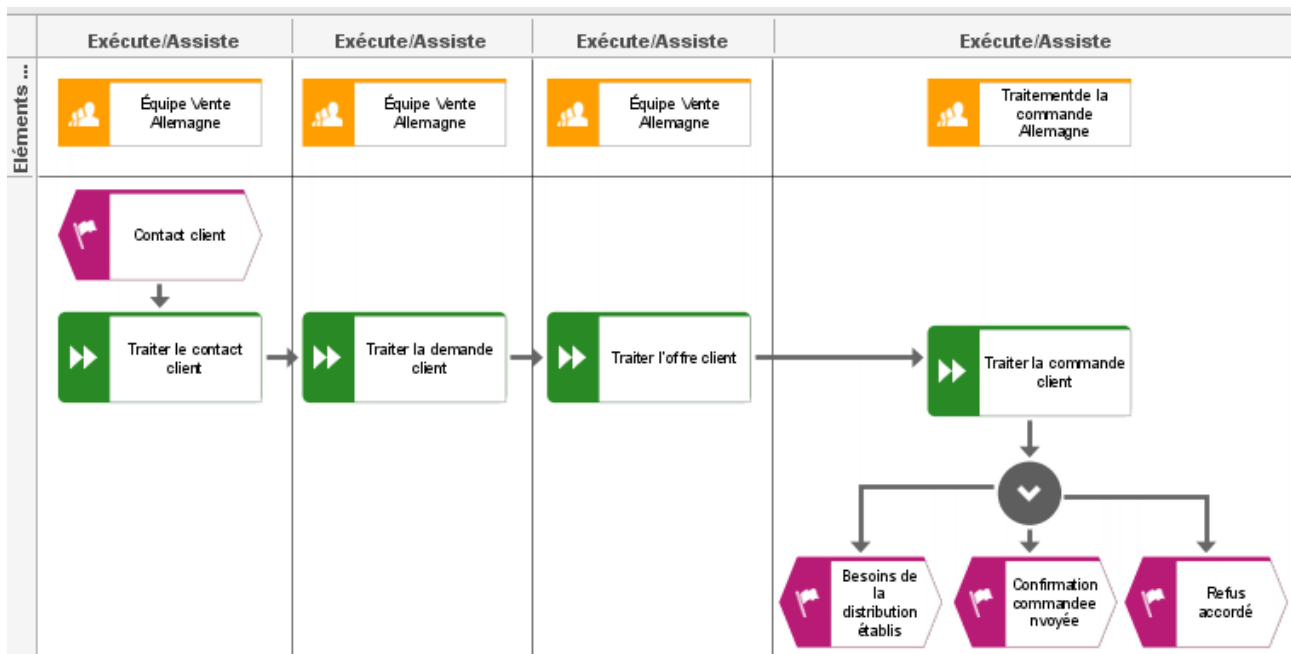 Exécute/Assiste
Exécute/Assiste
Exécute/Assiste
Exécute/Assiste
Eléments ...
Équipe Vente
Allemagne
Équipe Vente
Allemagne
Équipe Vente
Allemagne
Traitementde la
commande
Allemagne
Contact client
Traiter le contact
client
Traiter la demande
client
Traiter l'offre client
Traiter la commande
client
Besoins de
la
distribution
établis
Confirmation
commandee
nvoyée
Refus
accordé